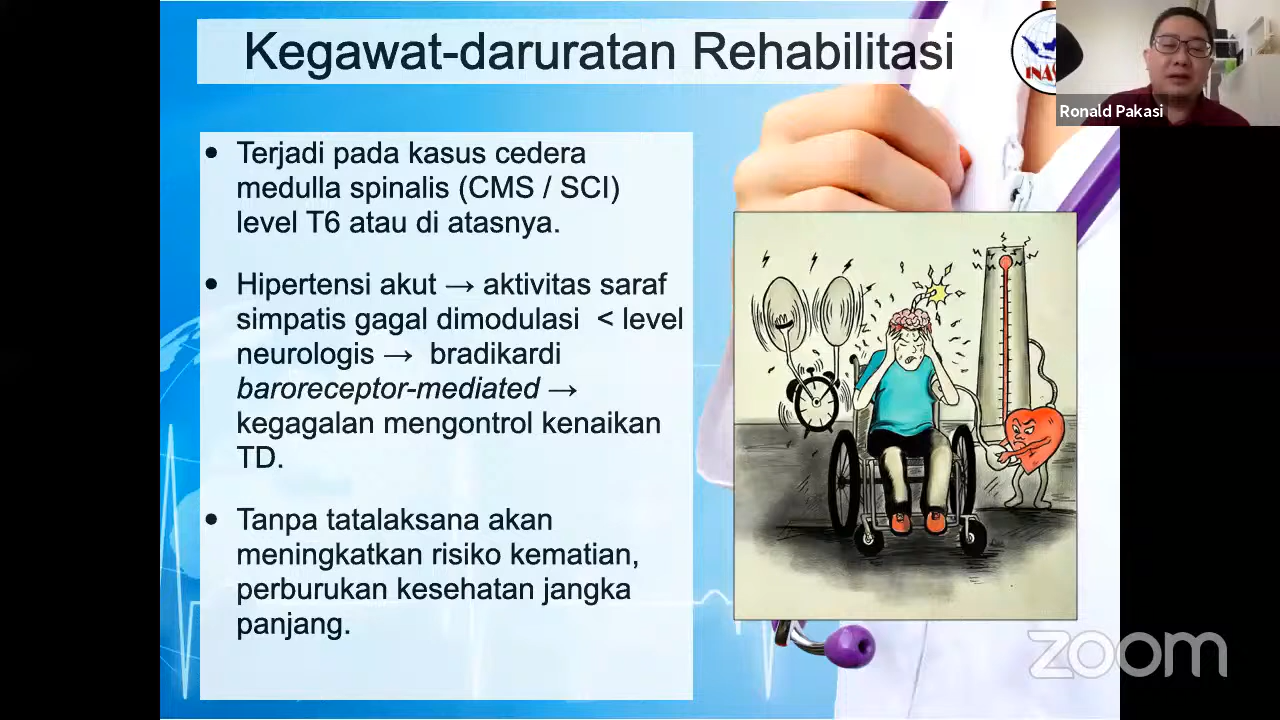 Kegawat-daruratan Rehabilitasi
Ronald Pakasi
• Terjadi pada kasus cedera
medulla spinalis (CMS / SCI)
level T6 atau di atasnya.
• Hipertensi akut → aktivitas saraf
simpatis gagal dimodulasi < level
neurologis → bradikardi
baroreceptor-mediated →
kegagalan mengontrol kenaikan
TD.
• Tanpa tatalaksana akan
meningkatkan risiko kematian,
perburukan kesehatan jangka
panjang.
zoom